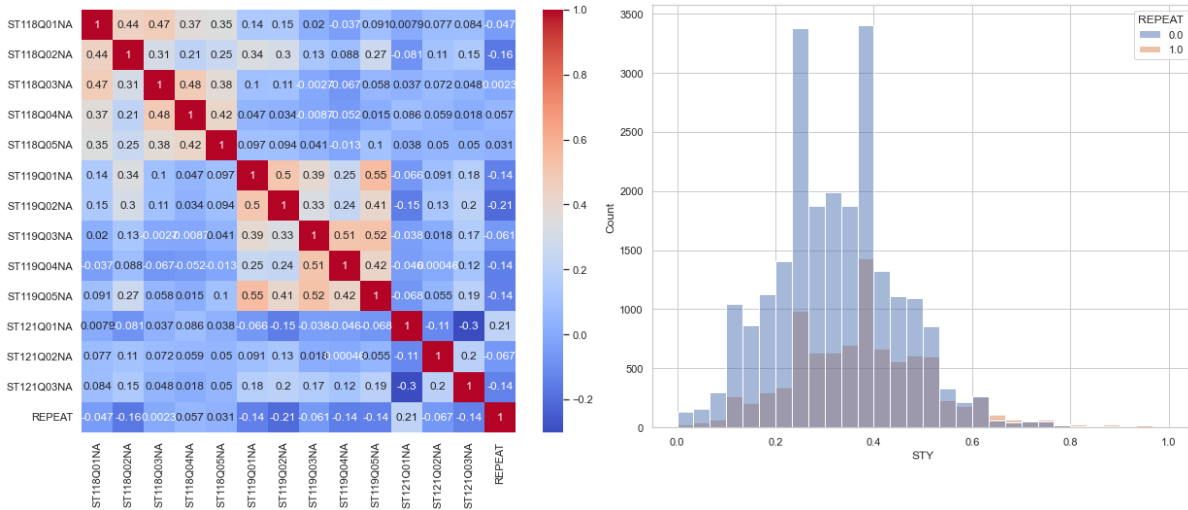 ST118Q01NA 1 0.44 0.47 0.37 0.35 0.14 0.15 0.02 -0.037 0.091 0.0079 0.077 0.084 -0.047
ST118Q02NA 0.44 1 0.31 0.21 0.25 0.34 0.3 0.13 0.088 0.27 -0.081 0.11 0.15 -0.16
ST118Q03NA 0.47 0.31 1 0.48 0.38 0.1 0.11 -0.0027 -0.067 0.058 0.037 0.072 0.048 0.0023
ST118Q04NA 0.37 0.21 0.48 1 0.42 0.047 0.034 -0.0087 -0.052 0.015 0.086 0.059 0.018 0.057
ST118Q05NA 0.35 0.25 0.38 0.42 1 0.097 0.094 0.041 -0.013 0.1 0.038 0.05 0.05 0.031
ST119Q01NA 0.14 0.34 0.1 0.047 0.097 1 0.5 0.39 0.25 0.55 -0.066 0.091 0.18 -0.14
ST119Q02NA 0.15 0.3 0.11 0.034 0.094 0.5 1 0.33 0.24 0.41 -0.15 0.13 0.2 -0.21
ST119Q03NA 0.02 0.13 -0.0027 -0.0087 0.041 0.39 0.33 1 0.51 0.52 -0.038 0.018 0.17 -0.061
ST119Q04NA -0.037 0.088 -0.067 -0.052 -0.013 0.25 0.24 0.51 1 0.42 -0.046 0.00046 0.12 -0.14
ST119Q05NA 0.091 0.27 0.058 0.015 0.1 0.55 0.41 0.52 0.42 1 -0.068 0.055 0.19 -0.14
ST121Q01NA 0.0079 -0.081 0.037 0.086 0.038 -0.066 -0.15 -0.038 -0.046 -0.068 1 -0.11 -0.3 0.21
ST121Q02NA 0.077 0.11 0.072 0.059 0.05 0.091 0.13 0.018 0.00046 0.055 -0.11 1 0.2 -0.067
ST121Q03NA 0.084 0.15 0.048 0.018 0.05 0.18 0.2 0.17 0.12 0.19 -0.3 0.2 1 -0.14
REPEAT -0.047 -0.16 0.0023 0.057 0.031 -0.14 -0.21 -0.061 -0.14 -0.14 0.21 -0.067 -0.14 1
ST118Q01NA
ST118Q02NA
ST118Q03NA
ST118Q04NA
ST118Q05NA
ST119Q01NA
ST119Q02NA
ST119Q03NA
ST119Q04NA
ST119Q05NA
ST121Q01NA
ST121Q02NA
ST121Q03NA
REPEAT
1.0
0.8
0.6
0.4
0.2
0.0
-0.2
3500
3000
2500
2000
1500
1000
500
0
Count
0.0 0.2 0.4 0.6 0.8 1.0
STY
REPEAT
0.0
1.0